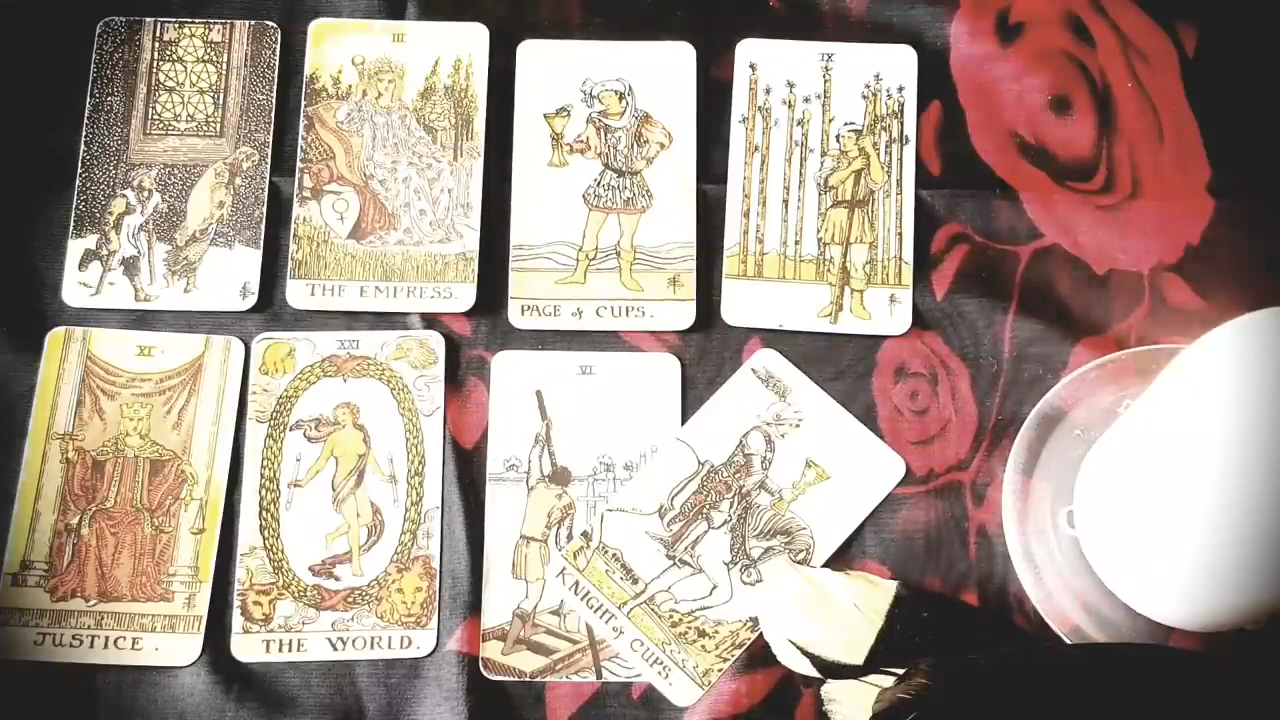 III
THE EMPRESS.
PAGE of CUPS.
IX
XI.
JUSTICE.
XXI
THE WORLD.
VI
KNIGHT of CUPS.